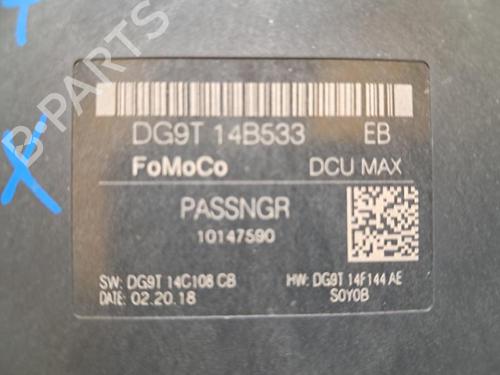 B-PARTS
DG9T 14B533 EB
FoMoCo DCU MAX
PASSNGR
10147590
SW: DG9T 14C108 CB HW: DG9T 14F144 AE
DATE: 02.20.18 S0Y0B